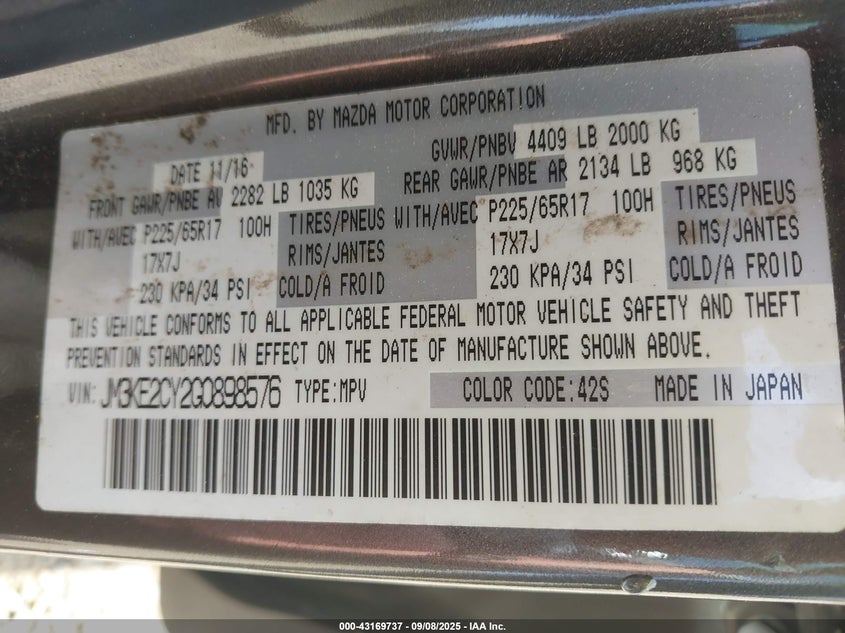 MFD. BY MAZDA MOTOR CORPORATION
DATE 11/16 GVWR/PNBV 4409 LB 2000 KG
FRONT GAWR/PNBE AV 2282 LB 1035 KG REAR GAWR/PNBE AR 2134 LB 968 KG
WITH/AVEC P225/65R17 100H TIRES/PNEUS WITH/AVEC P225/65R17 100H TIRES/PNEUS
17X7J RIMS/JANTES 17X7J RIMS/JANTES
230 KPA/34 PSI COLD/A FROID 230 KPA/34 PSI COLD/A FROID
THIS VEHICLE CONFORMS TO ALL APPLICABLE FEDERAL MOTOR VEHICLE SAFETY AND THEFT
PREVENTION STANDARDS IN EFFECT ON THE DATE OF MANUFACTURE SHOWN ABOVE.
VIN: JM3KE2CY2G0898576 TYPE:MPV COLOR CODE:42S MADE IN JAPAN
000-43169737 - 09/08/2025 - IAA Inc.